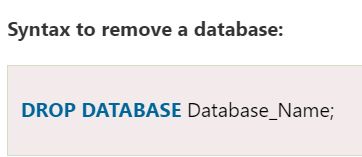 Syntax to remove a database:
DROP DATABASE Database_Name;